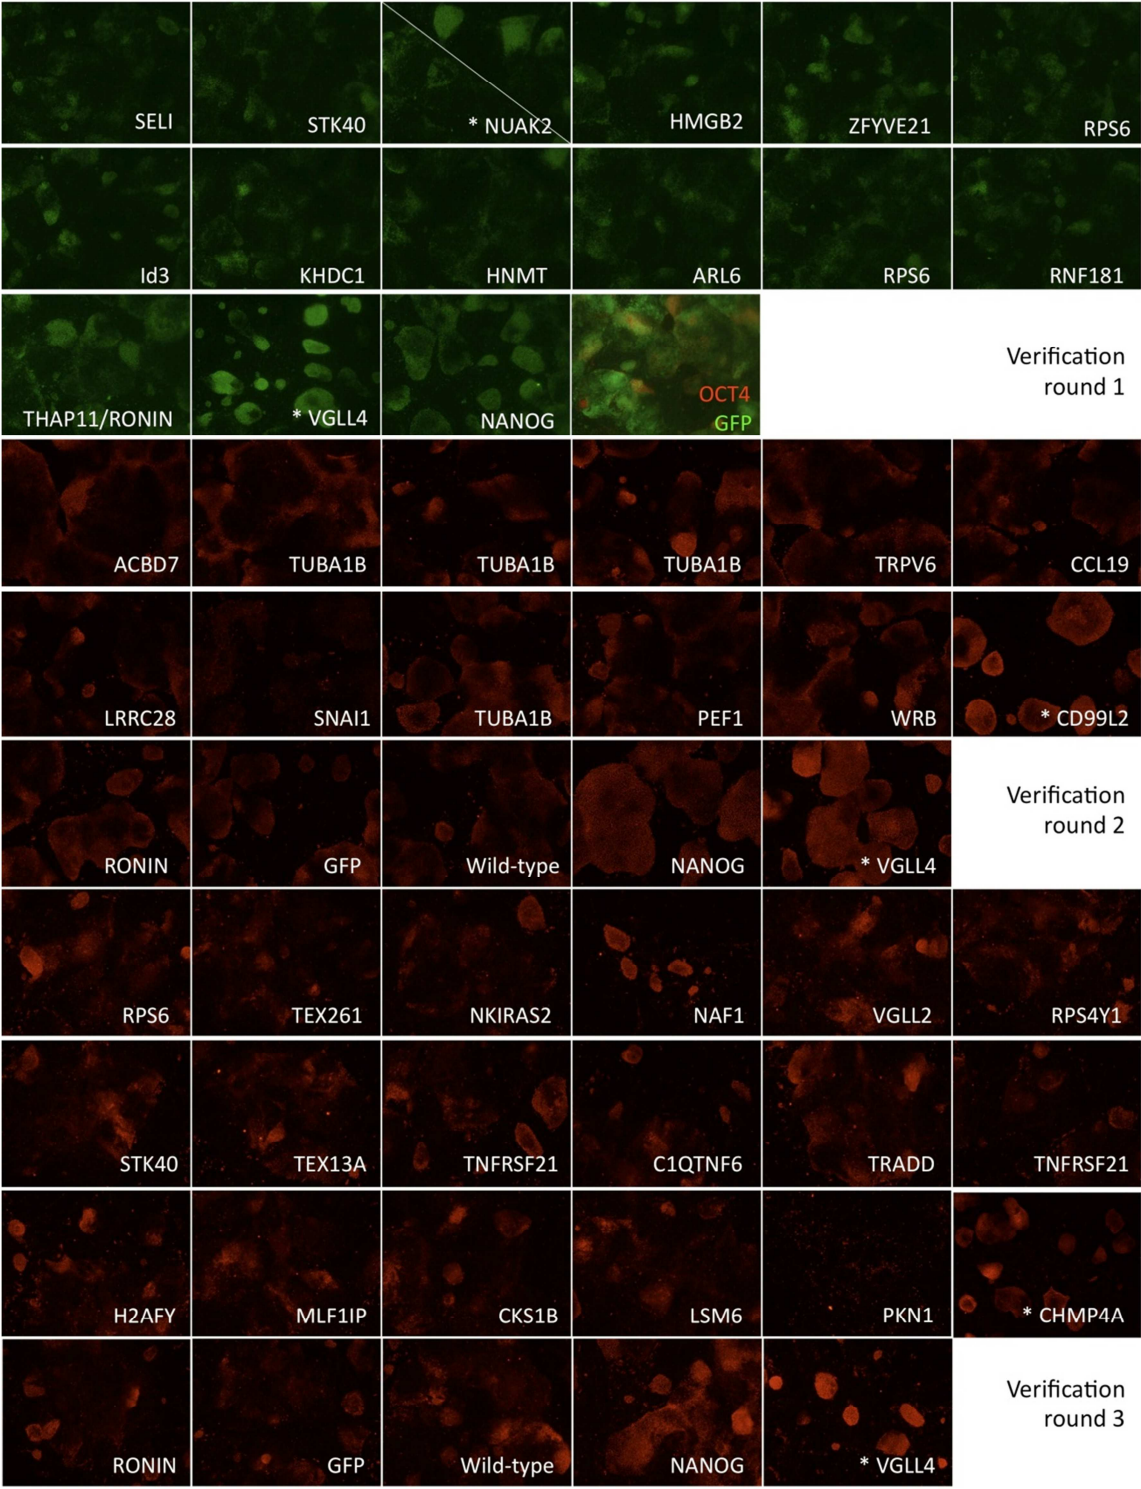 SELI
STK40
* NUAK2
HMGB2
ZFYVE21
RPS6
Id3
KHDC1
HNMT
ARL6
RPS6
RNF181
THAP11/RONIN
* VGLL4
NANOG
OCT4
GFP
Verification
round 1
ACBD7
TUBA1B
TUBA1B
TUBA1B
TRPV6
CCL19
LRRC28
SNAI1
TUBA1B
PEF1
WRB
* CD99L2
RONIN
GFP
Wild-type
NANOG
* VGLL4
Verification
round 2
RPS6
TEX261
NKIRAS2
NAF1
VGLL2
RPS4Y1
STK40
TEX13A
TNFRSF21
C1QTNF6
TRADD
TNFRSF21
H2AFY
MLF1IP
CKS1B
LSM6
PKN1
* CHMP4A
RONIN
GFP
Wild-type
NANOG
* VGLL4
Verification
round 3